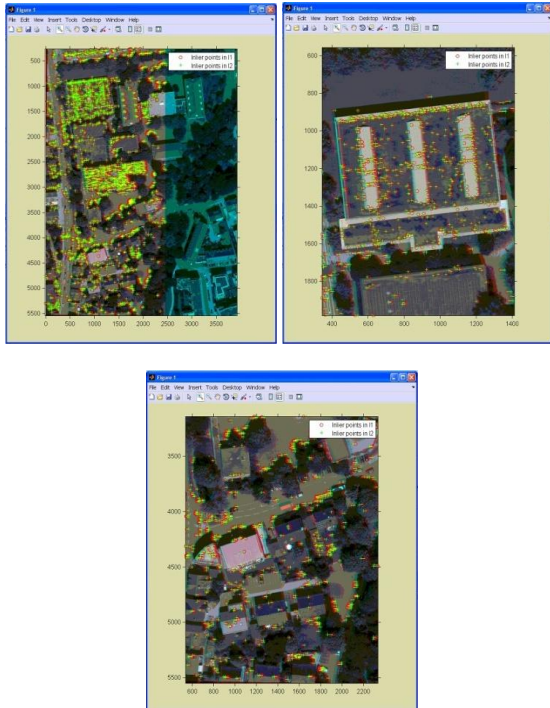 Figure 1
File Edit View Insert Tools Desktop Window Help
Inlier points in I1
Inlier points in I2
500
1000
1500
2000
2500
3000
3500
4000
4500
5000
5500
0 500 1000 1500 2000 2500 3000 3500
Figure 1
File Edit View Insert Tools Desktop Window Help
Inlier points in I1
Inlier points in I2
600
800
1000
1200
1400
1600
1800
400 600 800 1000 1200 1400
Figure 1
File Edit View Insert Tools Desktop Window Help
Inlier points in I1
Inlier points in I2
3500
4000
4500
5000
5500
600 800 1000 1200 1400 1600 1800 2000 2200